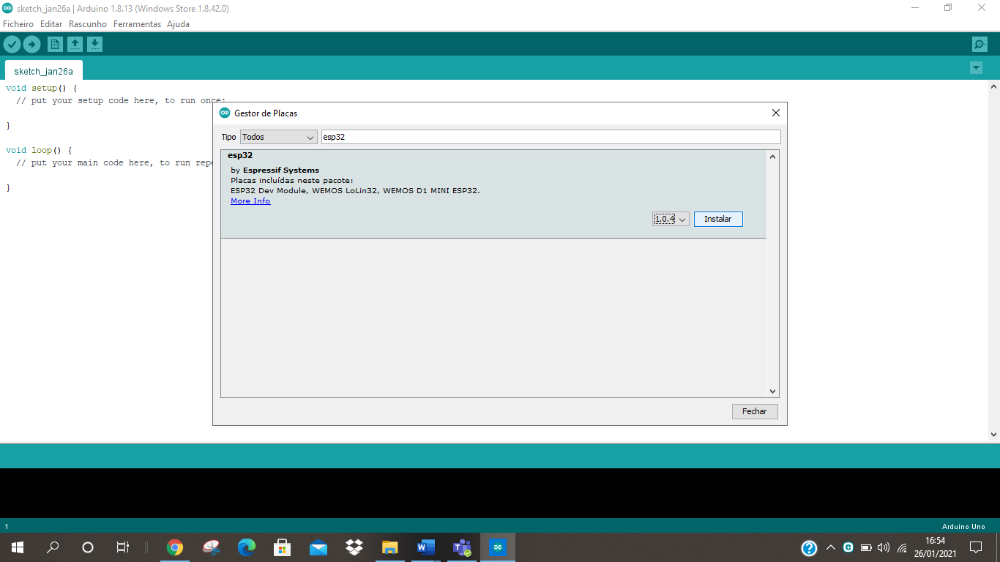 sketch_jan26a | Arduino 1.8.13 (Windows Store 1.8.42.0)
Ficheiro Editar Rascunho Ferramentas Ajuda
sketch_jan26a
void setup() {
// put your setup code here, to run once:
}
void loop() {
// put your main code here, to run repe
}
Gestor de Placas
Tipo Todos esp32
esp32
by Espressif Systems
Placas incluídas neste pacote:
ESP32 Dev Module, WEMOS LoLin32, WEMOS D1 MINI ESP32.
More Info
1.0.4 Instalar
Fechar
1 Arduino Uno
16:54
26/01/2021